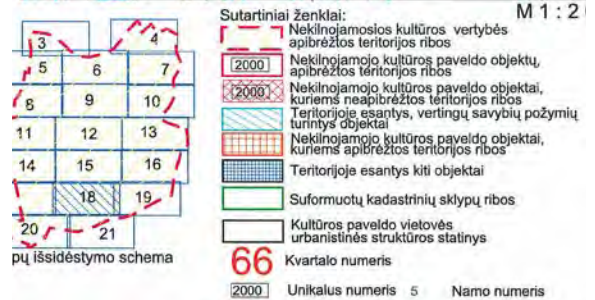 Sutartiniai ženklai:
M 1 : 2
3
4
5 6 7
8 9 10
11 12 13
14 15 16
18 19
20 21
pų išsidėstymo schema
Nekilnojamosios kultūros vertybės
apibrėžtos teritorijos ribos
2000
Nekilnojamojo kultūros paveldo objektų,
apibrėžtos teritorijos ribos
2000
Nekilnojamojo kultūros paveldo objektai,
kuriems neapibrėžtos teritorijos ribos
Teritorijoje esantys, vertingų savybių požymių
turintys objektai
Nekilnojamojo kultūros paveldo objektai,
kuriems apibrėžtos teritorijos ribos
Teritorijoje esantys kiti objektai
Suformuotų kadastrinių sklypų ribos
Kultūros paveldo vietovės
urbanistinės struktūros statinys
66 Kvartalo numeris
2000 Unikalus numeris 5 Namo numeris